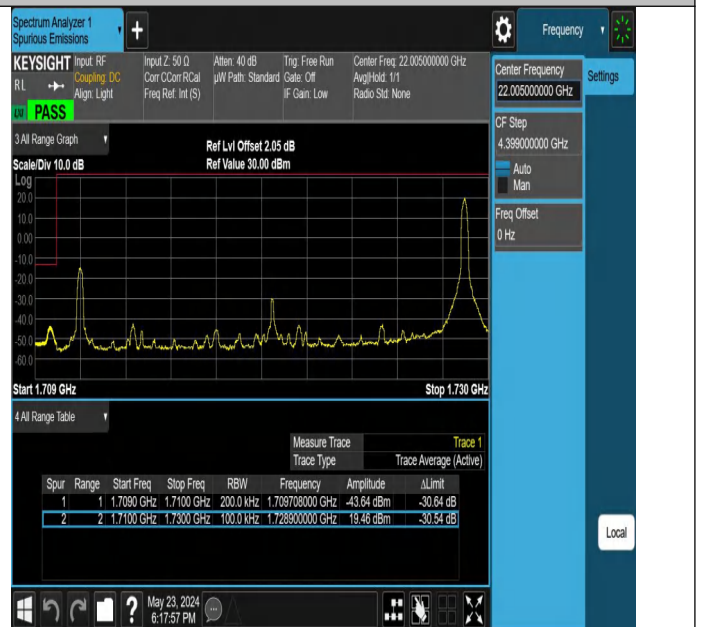 Spectrum Analyzer 1
Spurious Emissions
Frequency
KEYSIGHT
RL
Input: RF
Coupling: DC
Align: Light
Input Z: 50 Ω
Corr CCorr RCal
Freq Ref: Int (S)
Atten: 40 dB
µW Path: Standard
Trig: Free Run
Gate: Off
IF Gain: Low
Center Freq: 22.005000000 GHz
Avg|Hold: 1/1
Radio Std: None
PASS
Center Frequency
22.005000000 GHz
Settings
CF Step
4.399000000 GHz
Auto
Man
Freq Offset
0 Hz
3 All Range Graph
Ref Lvl Offset 2.05 dB
Scale/Div 10.0 dB
Ref Value 30.00 dBm
Log
20.0
10.0
0.00
-10.0
-20.0
-30.0
-40.0
-50.0
-60.0
Start 1.709 GHz
Stop 1.730 GHz
4 All Range Table
Measure Trace Trace 1
Trace Type Trace Average (Active)
Spur Range Start Freq Stop Freq RBW Frequency Amplitude ΔLimit
1 1 1.7090 GHz 1.7100 GHz 200.0 kHz 1.709708000 GHz -43.64 dBm -30.64 dB
2 2 1.7100 GHz 1.7300 GHz 100.0 kHz 1.728900000 GHz 19.46 dBm -30.54 dB
Local
?
May 23, 2024
6:17:57 PM